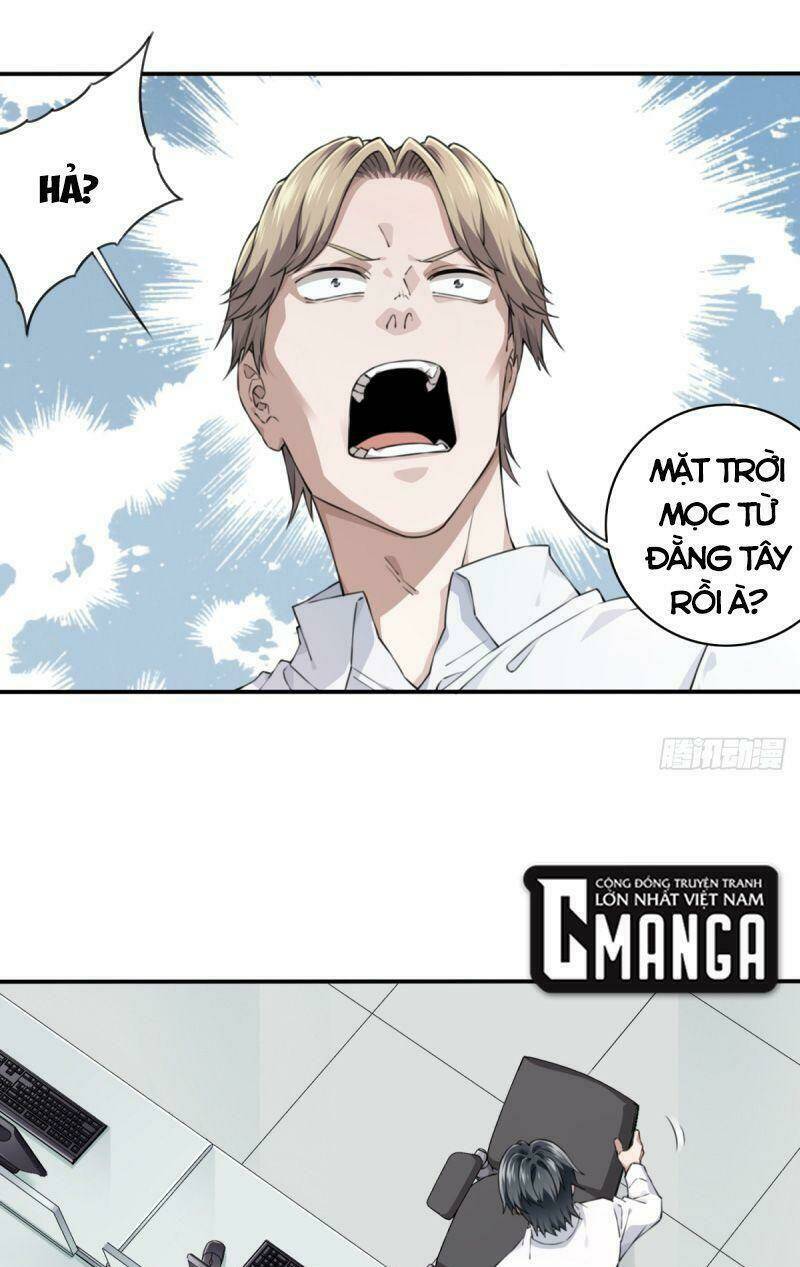 HẢ?
MẶT TRỜI
MỌC TỪ
ĐẰNG TÂY
RỒI À?
腾讯动漫
CỘNG ĐỒNG TRUYỆN TRANH
LỚN NHẤT VIỆT NAM
CMANGA